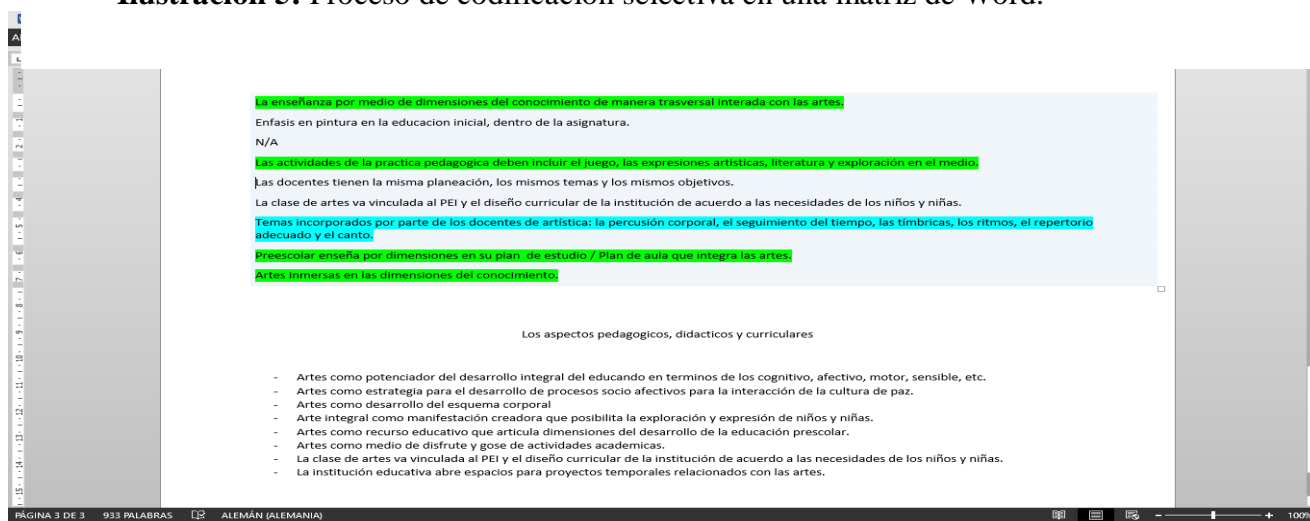 Ilustración 5: Proceso de codificación selectiva en una matriz de Word.
La enseñanza por medio de dimensiones del conocimiento de manera trasversal interada con las artes.
Enfasis en pintura en la educacion inicial, dentro de la asignatura.
N/A
Las actividades de la practica pedagogica deben incluir el juego, las expresiones artisticas, literatura y exploración en el medio.
Las docentes tienen la misma planeación, los mismos temas y los mismos objetivos.
La clase de artes va vinculada al PEI y el diseño curricular de la institución de acuerdo a las necesidades de los niños y niñas.
Temas incorporados por parte de los docentes de artística: la percusión corporal, el seguimiento del tiempo, las tímbricas, los ritmos, el repertorio
adecuado y el canto.
Preescolar enseña por dimensiones en su plan de estudio / Plan de aula que integra las artes.
Artes inmersas en las dimensiones del conocimiento.
Los aspectos pedagogicos, didacticos y curriculares
- Artes como potenciador del desarrollo integral del educando en terminos de los cognitivo, afectivo, motor, sensible, etc.
- Artes como estrategia para el desarrollo de procesos socio afectivos para la interacción de la cultura de paz.
- Artes como desarrollo del esquema corporal
- Arte integral como manifestación creadora que posibilita la exploración y expresión de niños y niñas.
- Artes como recurso educativo que articula dimensiones del desarrollo de la educación prescolar.
- Artes como medio de disfrute y gose de actividades academicas.
- La clase de artes va vinculada al PEI y el diseño curricular de la institución de acuerdo a las necesidades de los niños y niñas.
- La institución educativa abre espacios para proyectos temporales relacionados con las artes.
PÁGINA 3 DE 3 933 PALABRAS ALEMÁN (ALEMANIA) 100%